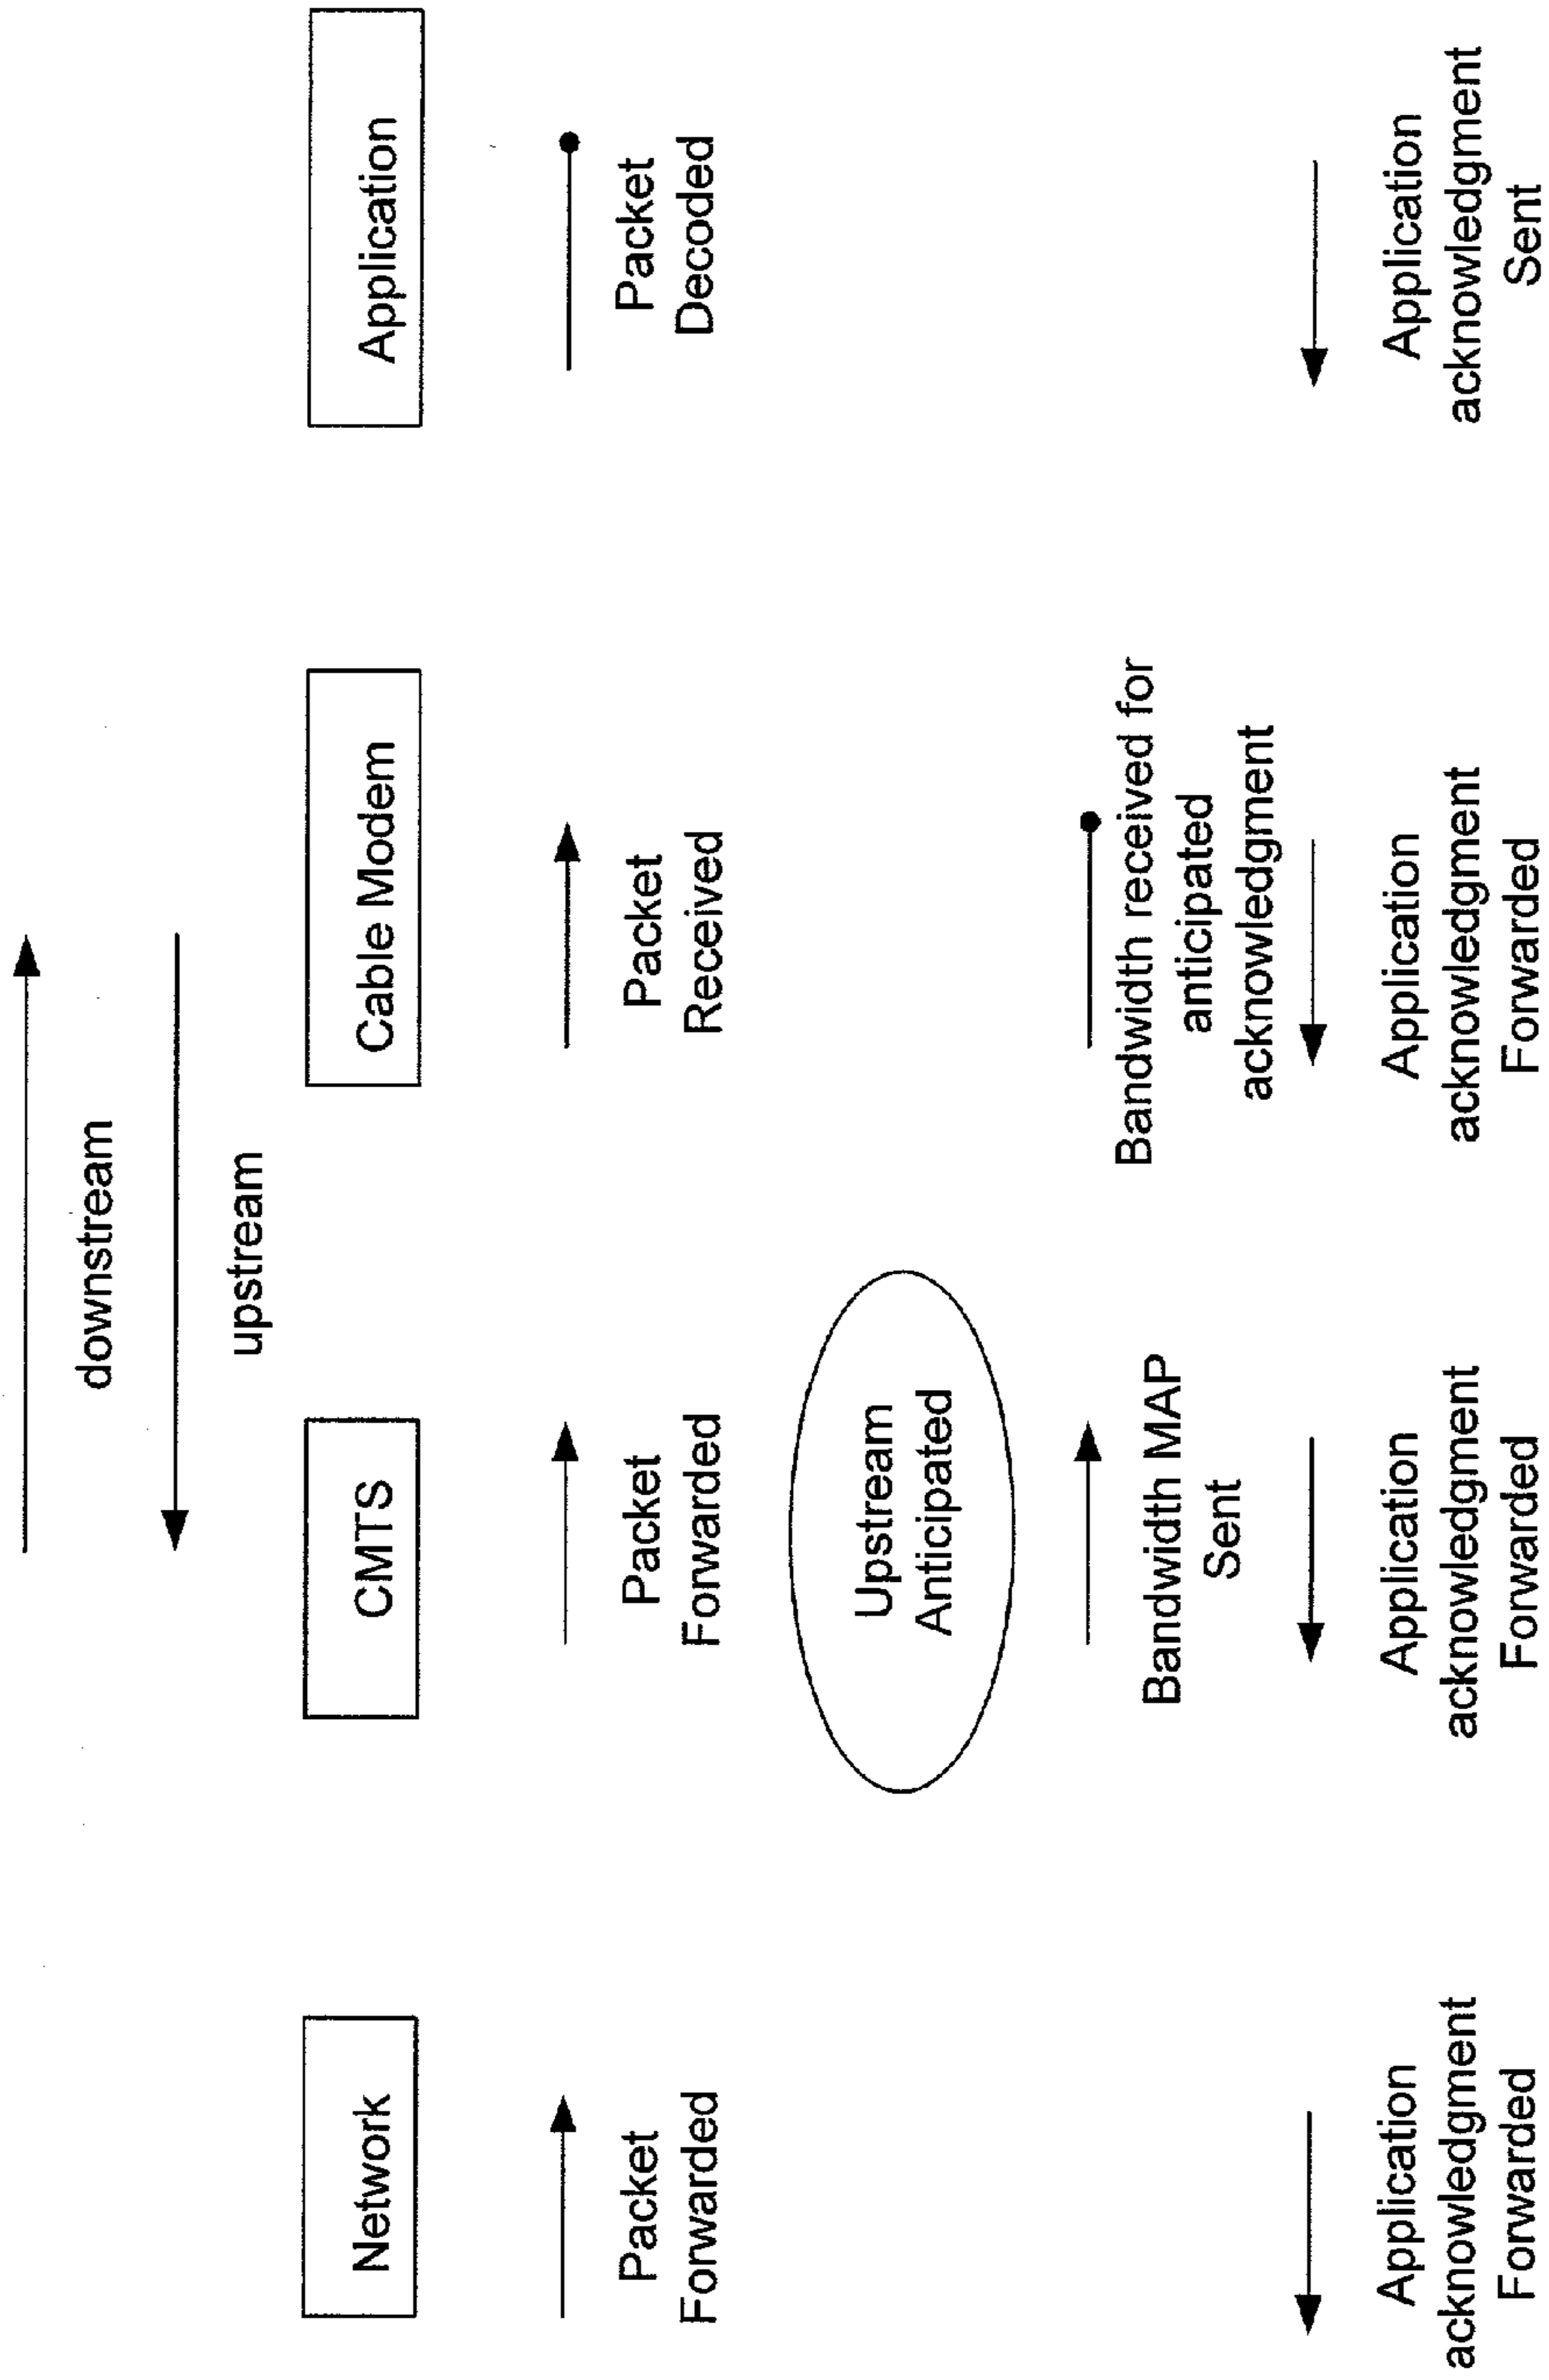 downstream
upstream
Network
CMTS
Cable Modem
Application
Packet
Forwarded
Packet
Forwarded
Packet
Received
Packet
Decoded
Upstream
Anticipated
Bandwidth MAP
Sent
Bandwidth received for
anticipated
acknowledgment
Application
acknowledgment
Forwarded
Application
acknowledgment
Forwarded
Application
acknowledgment
Forwarded
Application
acknowledgment
Sent